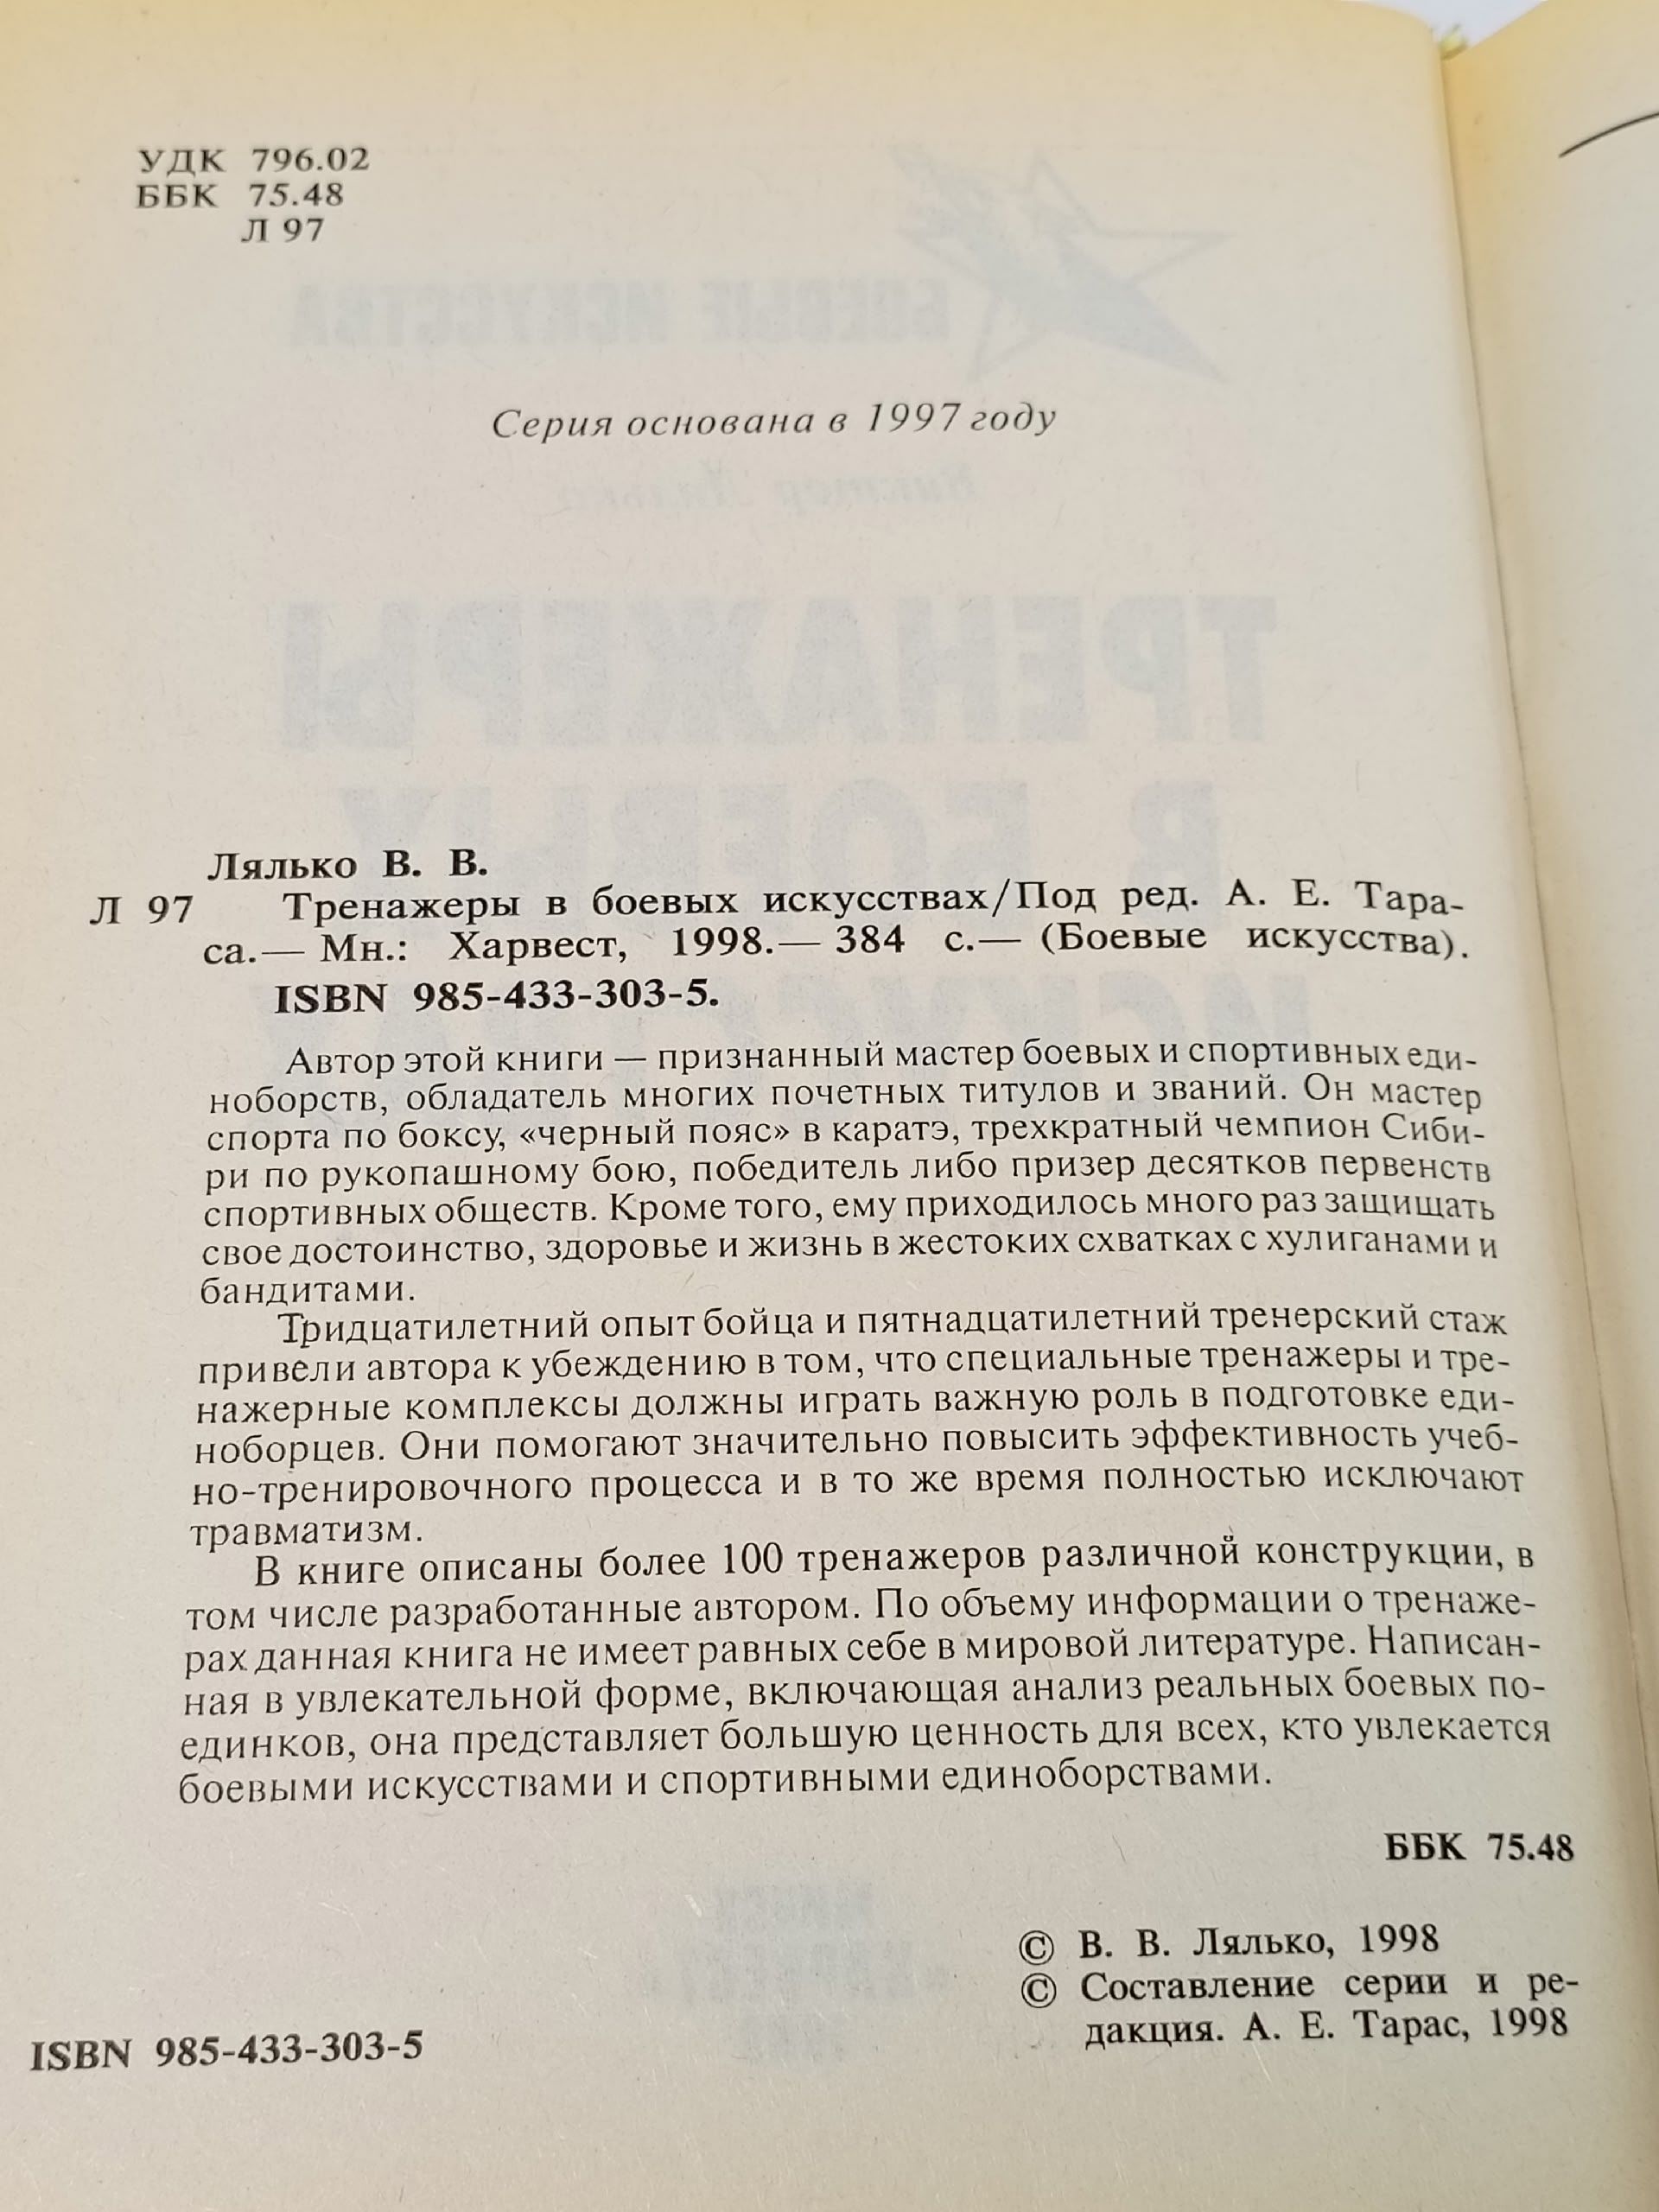 УДК 796.02
ББК 75.48
Л 97
Серия основана в 1997 году
Лялько В. В.
Л 97 Тренажеры в боевых искусствах/Под ред. А. Е. Тара-
са.— Мн.: Харвест, 1998.— 384 с.— (Боевые искусства).
ISBN 985-433-303-5.
Автор этой книги — признанный мастер боевых и спортивных еди-
ноборств, обладатель многих почетных титулов и званий. Он мастер
спорта по боксу, «черный пояс» в каратэ, трехкратный чемпион Сиби-
ри по рукопашному бою, победитель либо призер десятков первенств
спортивных обществ. Кроме того, ему приходилось много раз защищать
свое достоинство, здоровье и жизнь в жестоких схватках с хулиганами и
бандитами.
Тридцатилетний опыт бойца и пятнадцатилетний тренерский стаж
привели автора к убеждению в том, что специальные тренажеры и тре-
нажерные комплексы должны играть важную роль в подготовке еди-
ноборцев. Они помогают значительно повысить эффективность учеб-
но-тренировочного процесса и в то же время полностью исключают
травматизм.
В книге описаны более 100 тренажеров различной конструкции, в
том числе разработанные автором. По объему информации о тренаже-
рах данная книга не имеет равных себе в мировой литературе. Написан-
ная в увлекательной форме, включающая анализ реальных боевых по-
единков, она представляет большую ценность для всех, кто увлекается
боевыми искусствами и спортивными единоборствами.
ББК 75.48
© В. В. Лялько, 1998
© Составление серии и ре-
дакция. А. Е. Тарас, 1998
ISBN 985-433-303-5